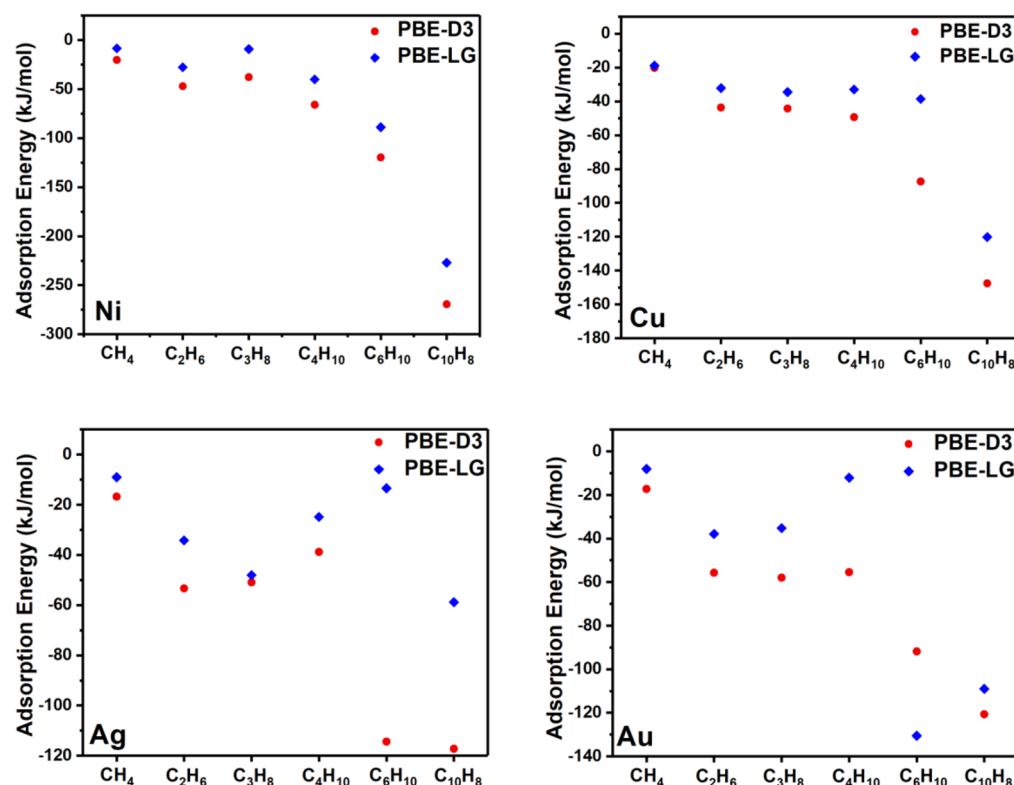 PBE-D3
PBE-LG
Adsorption Energy (kJ/mol)
0
-50
-100
-150
-200
-250
-300
Ni
CH₄ C₂H₆ C₃H₈ C₄H₁₀ C₆H₁₀ C₁₀H₈
PBE-D3
PBE-LG
Adsorption Energy (kJ/mol)
0
-20
-40
-60
-80
-100
-120
-140
-160
-180
Cu
CH₄ C₂H₆ C₃H₈ C₄H₁₀ C₆H₁₀ C₁₀H₈
PBE-D3
PBE-LG
Adsorption Energy (kJ/mol)
0
-20
-40
-60
-80
-100
-120
Ag
CH₄ C₂H₆ C₃H₈ C₄H₁₀ C₆H₁₀ C₁₀H₈
PBE-D3
PBE-LG
Adsorption Energy (kJ/mol)
0
-20
-40
-60
-80
-100
-120
-140
Au
CH₄ C₂H₆ C₃H₈ C₄H₁₀ C₆H₁₀ C₁₀H₈